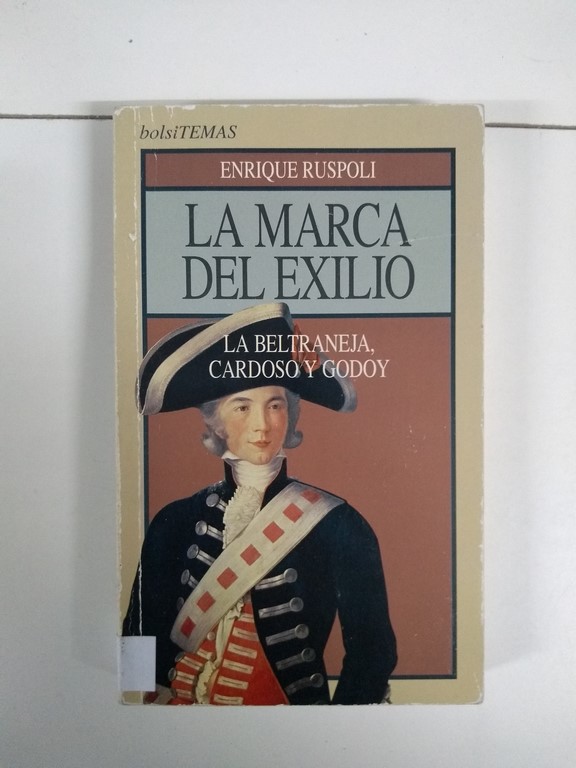 bolsiTEMAS
ENRIQUE RUSPOLI
LA MARCA
DEL EXILIO
LA BELTRANEJA,
CARDOSO Y GODOY